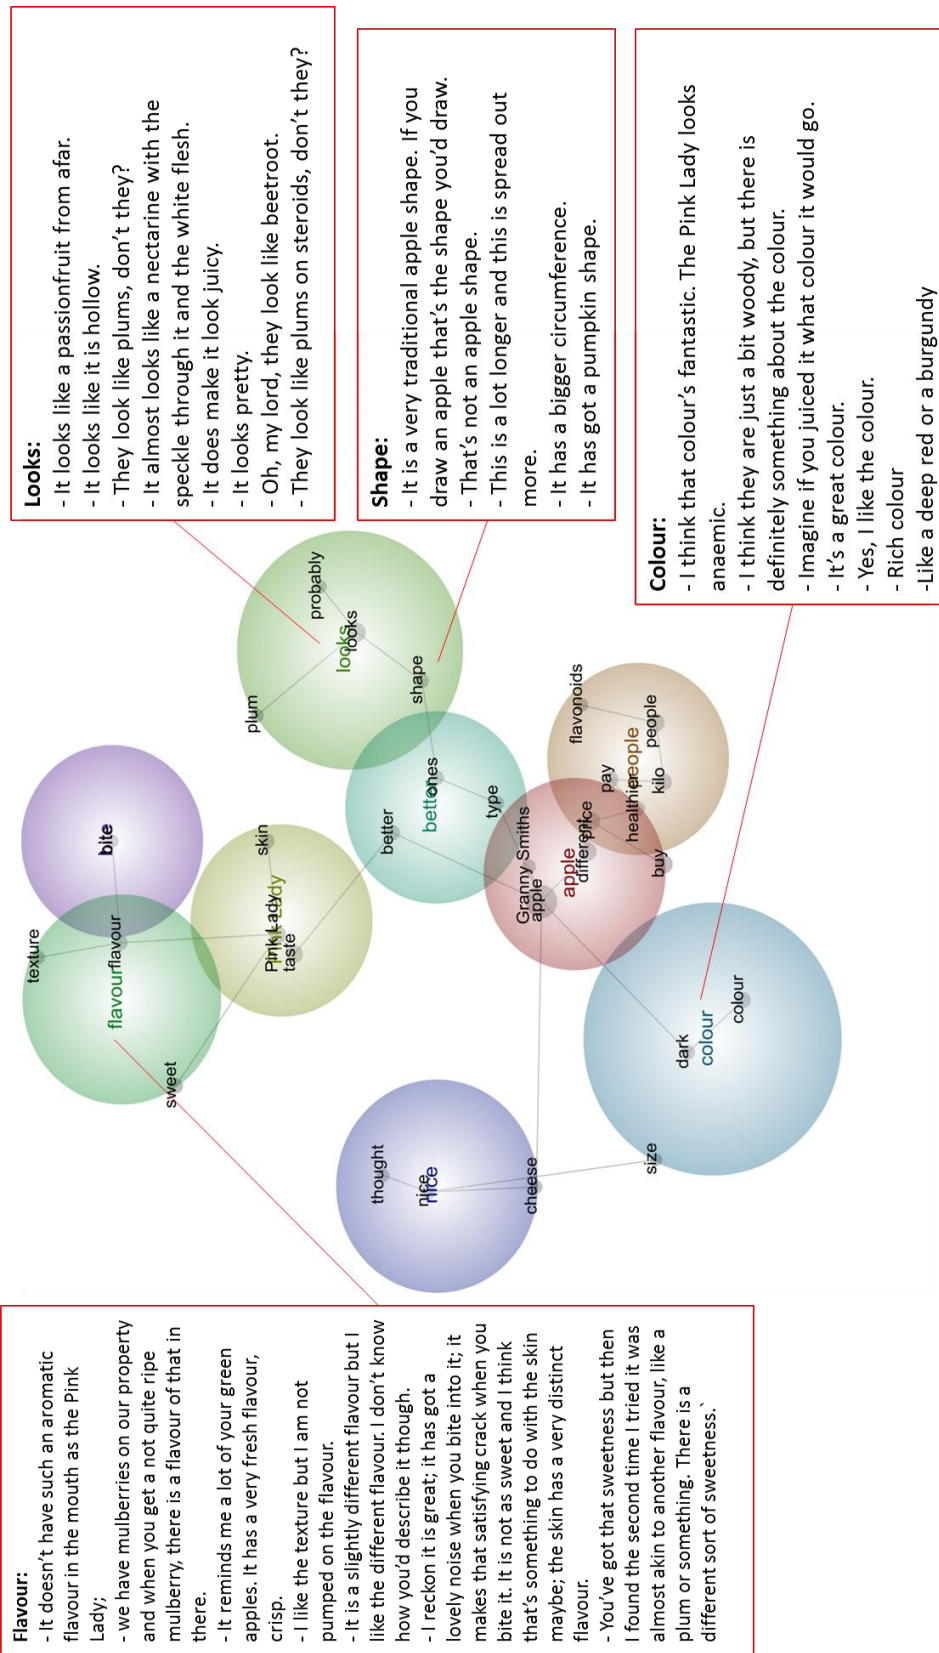 Flavour:
- It doesn't have such an aromatic
flavour in the mouth as the Pink
Lady;
- we have mulberries on our property
and when you get a not quite ripe
mulberry, there is a flavour of that in
there.
- It reminds me a lot of your green
apples. It has a very fresh flavour,
crisp.
- I like the texture but I am not
pumped on the flavour.
- It is a slightly different flavour but I
like the different flavour. I don't know
how you'd describe it though.
- I reckon it is great; it has got a
lovely noise when you bite into it; it
makes that satisfying crack when you
bite it. It is not as sweet and I think
that's something to do with the skin
maybe; the skin has a very distinct
flavour.
- You've got that sweetness but then
I found the second time I tried it was
almost akin to another flavour, like a
plum or something. There is a
different sort of sweetness.`
texture
bite
bite
flavour
flavour
sweet
skin
Pink Lady
Pink Lady
taste
plum
probably
looks
looks
shape
better
better
ones
type
thought
nice
nice
cheese
size
Granny Smiths
apple
apple
different
price
pay
healthier
people
people
flavonoids
kilo
buy
dark
colour
colour
Looks:
- It looks like a passionfruit from afar.
- It looks like it is hollow.
- They look like plums, don't they?
- It almost looks like a nectarine with the
speckle through it and the white flesh.
- It does make it look juicy.
- It looks pretty.
- Oh, my lord, they look like beetroot.
- They look like plums on steroids, don't they?
Shape:
- It is a very traditional apple shape. If you
draw an apple that's the shape you'd draw.
- That's not an apple shape.
- This is a lot longer and this is spread out
more.
- It has a bigger circumference.
- It has got a pumpkin shape.
Colour:
- I think that colour's fantastic. The Pink Lady looks
anaemic.
- I think they are just a bit woody, but there is
definitely something about the colour.
- Imagine if you juiced it what colour it would go.
- It's a great colour.
- Yes, I like the colour.
- Rich colour
-Like a deep red or a burgundy